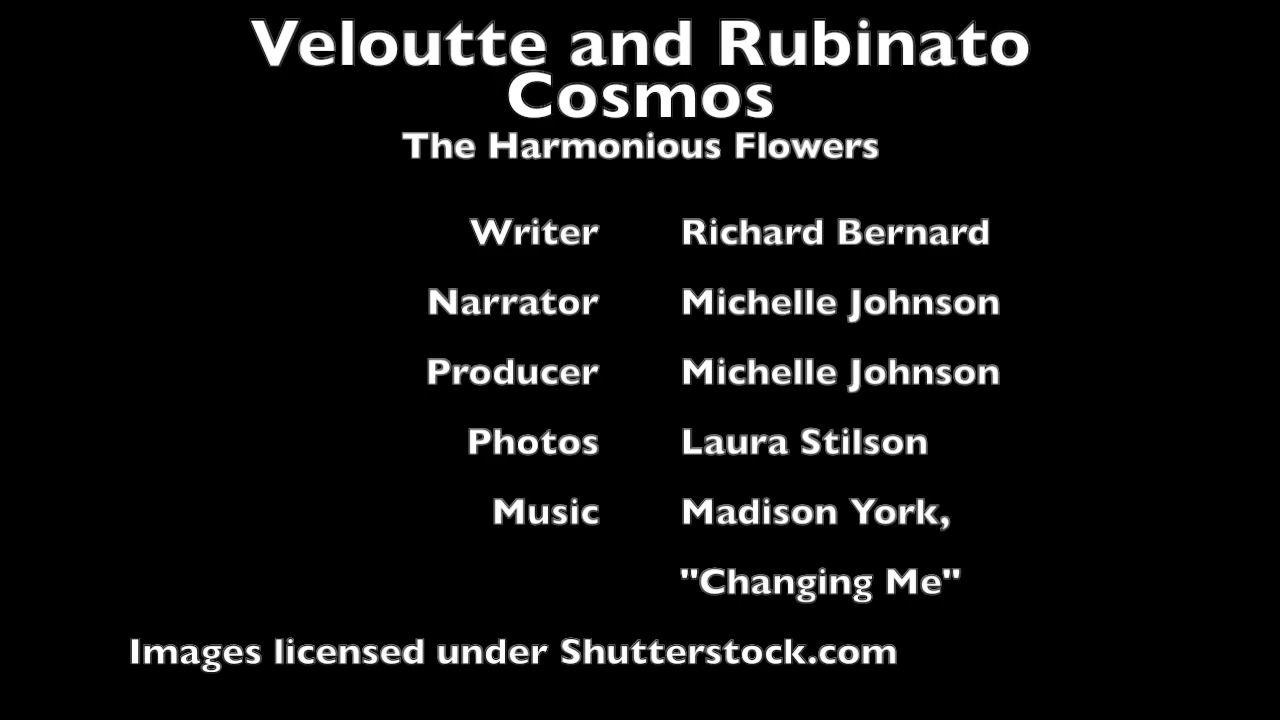 Veloutte and Rubinato
Cosmos
The Harmonious Flowers
Writer Richard Bernard
Narrator Michelle Johnson
Producer Michelle Johnson
Photos Laura Stilson
Music Madison York,
"Changing Me"
Images licensed under Shutterstock.com